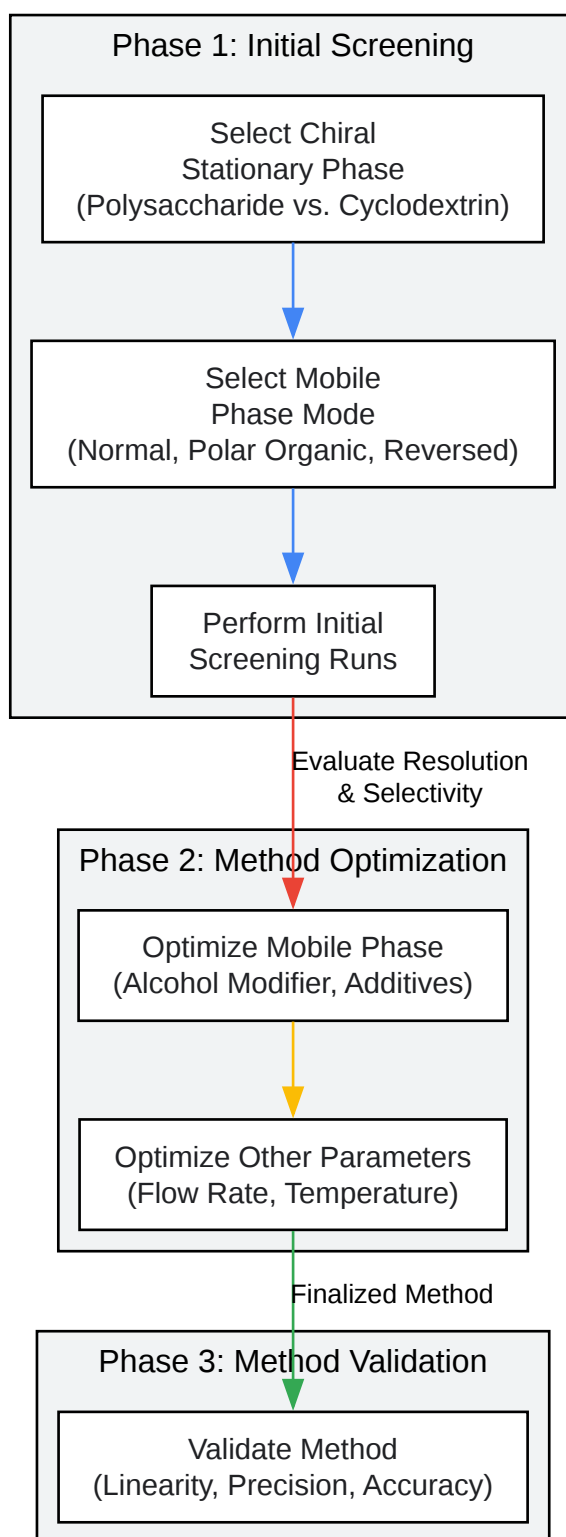 Phase 1: Initial Screening
Select Chiral
Stationary Phase
(Polysaccharide vs. Cyclodextrin)
Select Mobile
Phase Mode
(Normal, Polar Organic, Reversed)
Perform Initial
Screening Runs
Evaluate Resolution
& Selectivity
Phase 2: Method Optimization
Optimize Mobile Phase
(Alcohol Modifier, Additives)
Optimize Other Parameters
(Flow Rate, Temperature)
Finalized Method
Phase 3: Method Validation
Validate Method
(Linearity, Precision, Accuracy)